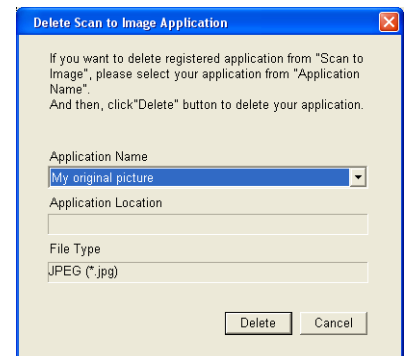 Delete Scan to Image Application
If you want to delete registered application from "Scan to
Image", please select your application from "Application
Name".
And then, click"Delete" button to delete your application.
Application Name
My original picture
Application Location
File Type
JPEG (*.jpg)
Delete Cancel